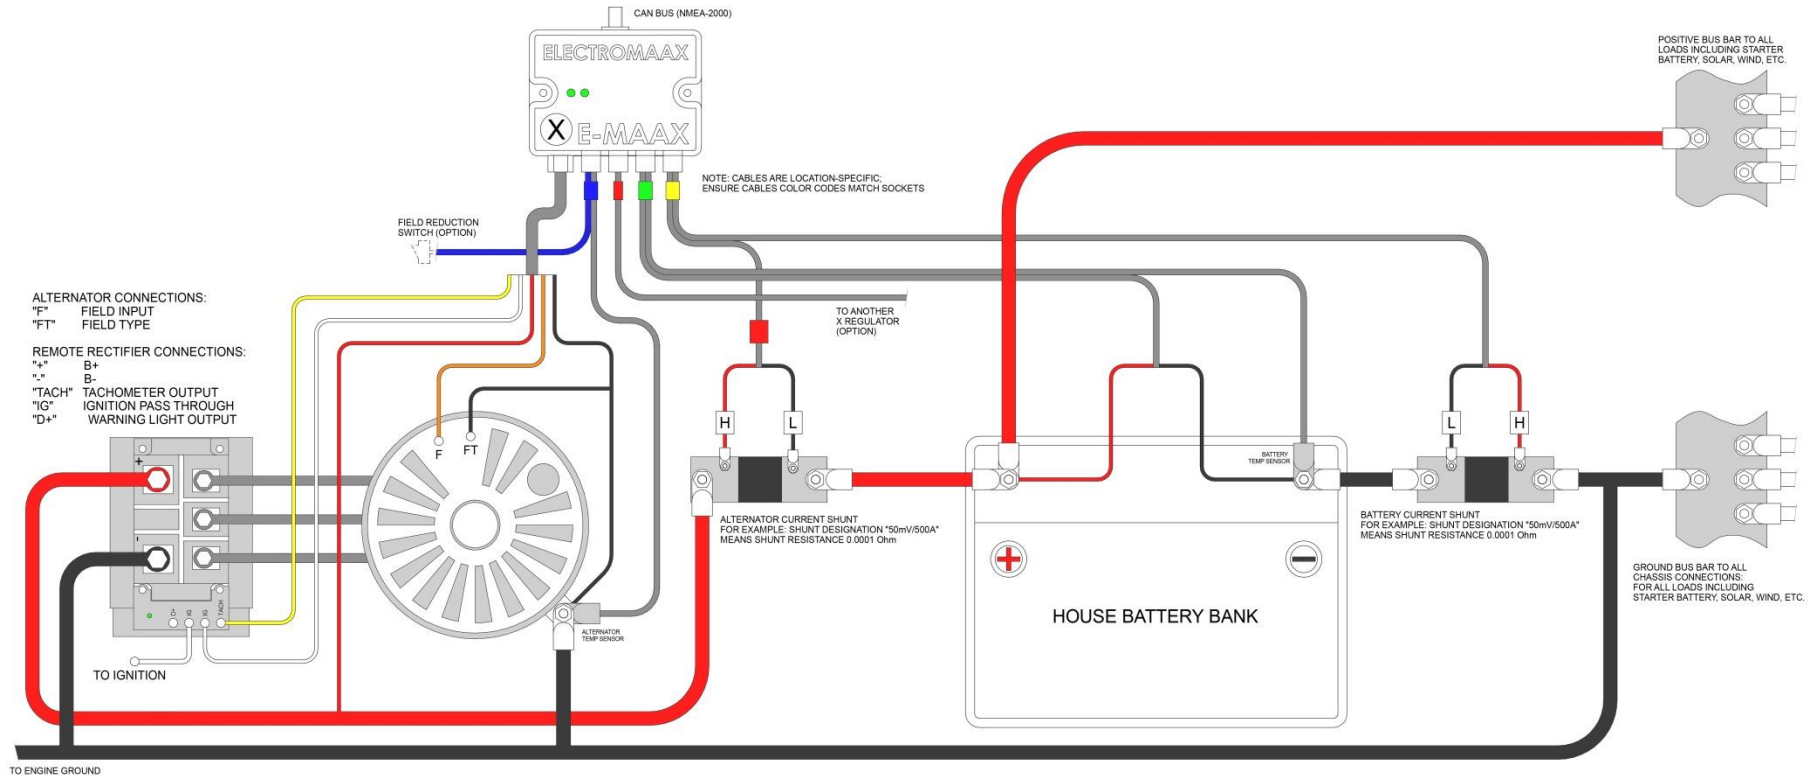 CAN BUS (NMEA-2000)
ELECTROMAAX
X E-MAAX
NOTE: CABLES ARE LOCATION-SPECIFIC;
ENSURE CABLES COLOR CODES MATCH SOCKETS
POSITIVE BUS BAR TO ALL
LOADS INCLUDING STARTER
BATTERY, SOLAR, WIND, ETC.
FIELD REDUCTION
SWITCH (OPTION)
ALTERNATOR CONNECTIONS:
"F" FIELD INPUT
"FT" FIELD TYPE
REMOTE RECTIFIER CONNECTIONS:
"+" B+
"-" B-
"TACH" TACHOMETER OUTPUT
"IG" IGNITION PASS THROUGH
"D+" WARNING LIGHT OUTPUT
TO ANOTHER
X REGULATOR
(OPTION)
H
L
L
H
F
FT
+
-
D+
IG
IG
TACH
TO IGNITION
ALTERNATOR
TEMP SENSOR
BATTERY
TEMP SENSOR
ALTERNATOR CURRENT SHUNT
FOR EXAMPLE: SHUNT DESIGNATION "50mV/500A"
MEANS SHUNT RESISTANCE 0.0001 Ohm
BATTERY CURRENT SHUNT
FOR EXAMPLE: SHUNT DESIGNATION "50mV/500A"
MEANS SHUNT RESISTANCE 0.0001 Ohm
+
-
HOUSE BATTERY BANK
GROUND BUS BAR TO ALL
CHASSIS CONNECTIONS:
FOR ALL LOADS INCLUDING
STARTER BATTERY, SOLAR, WIND, ETC.
TO ENGINE GROUND